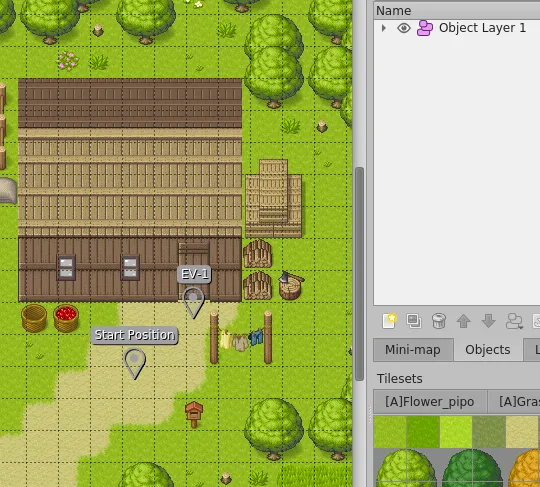 Name
Object Layer 1
EV-1
Start Position
Mini-map
Objects
L
Tilesets
[A]Flower_pipo
[A]Gras